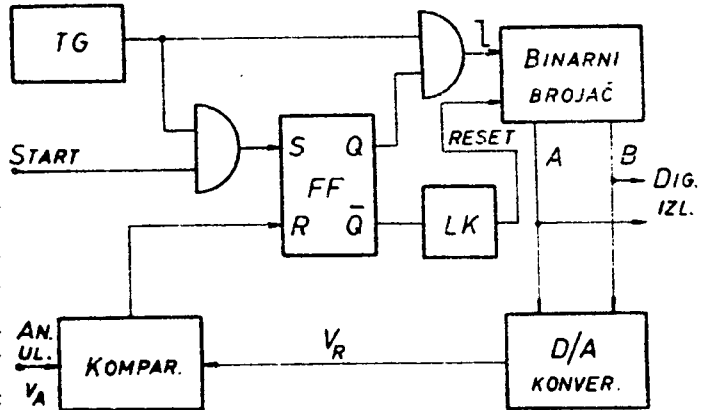 TG
BINARNI
BROJAČ
START
S Q
FF
R Q̅
RESET
A
B
DIG.
IZL.
LK
AN.
UL.
V_A
KOMPAR.
V_R
D/A
KONVER.